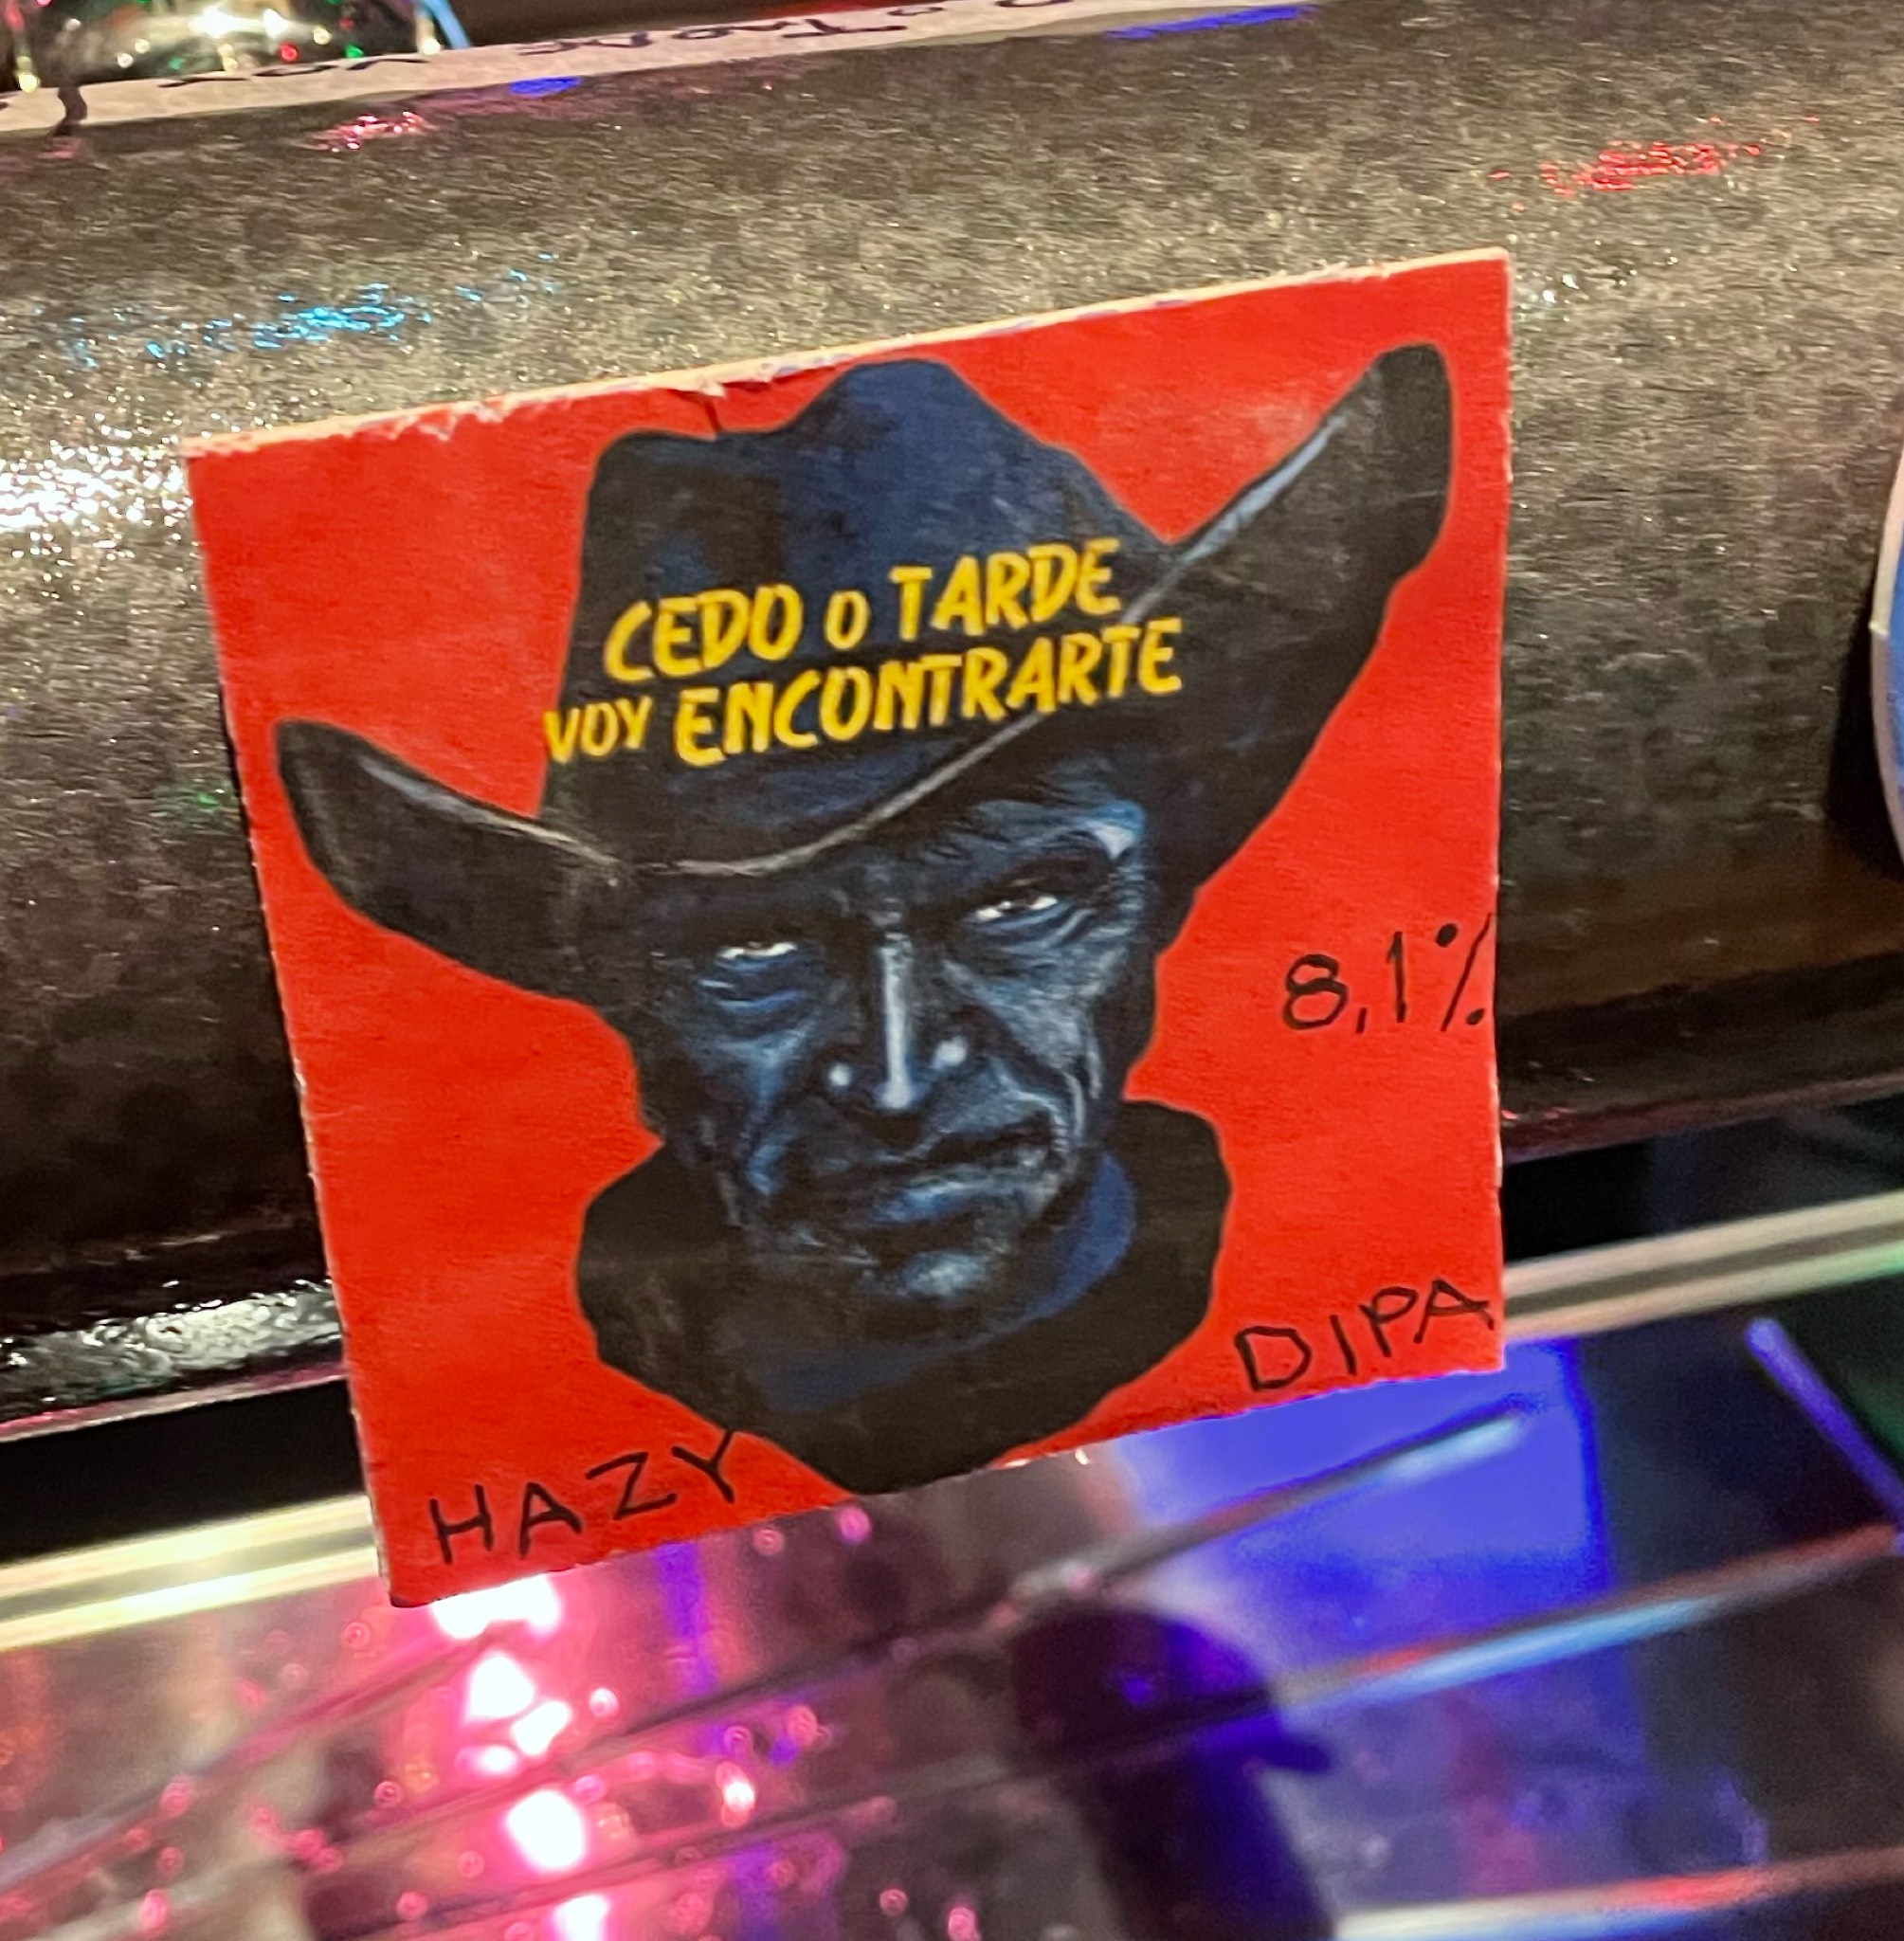 CEDO o TARDE
VOY ENCONTRARTE
8,1%
DIPA
HAZY